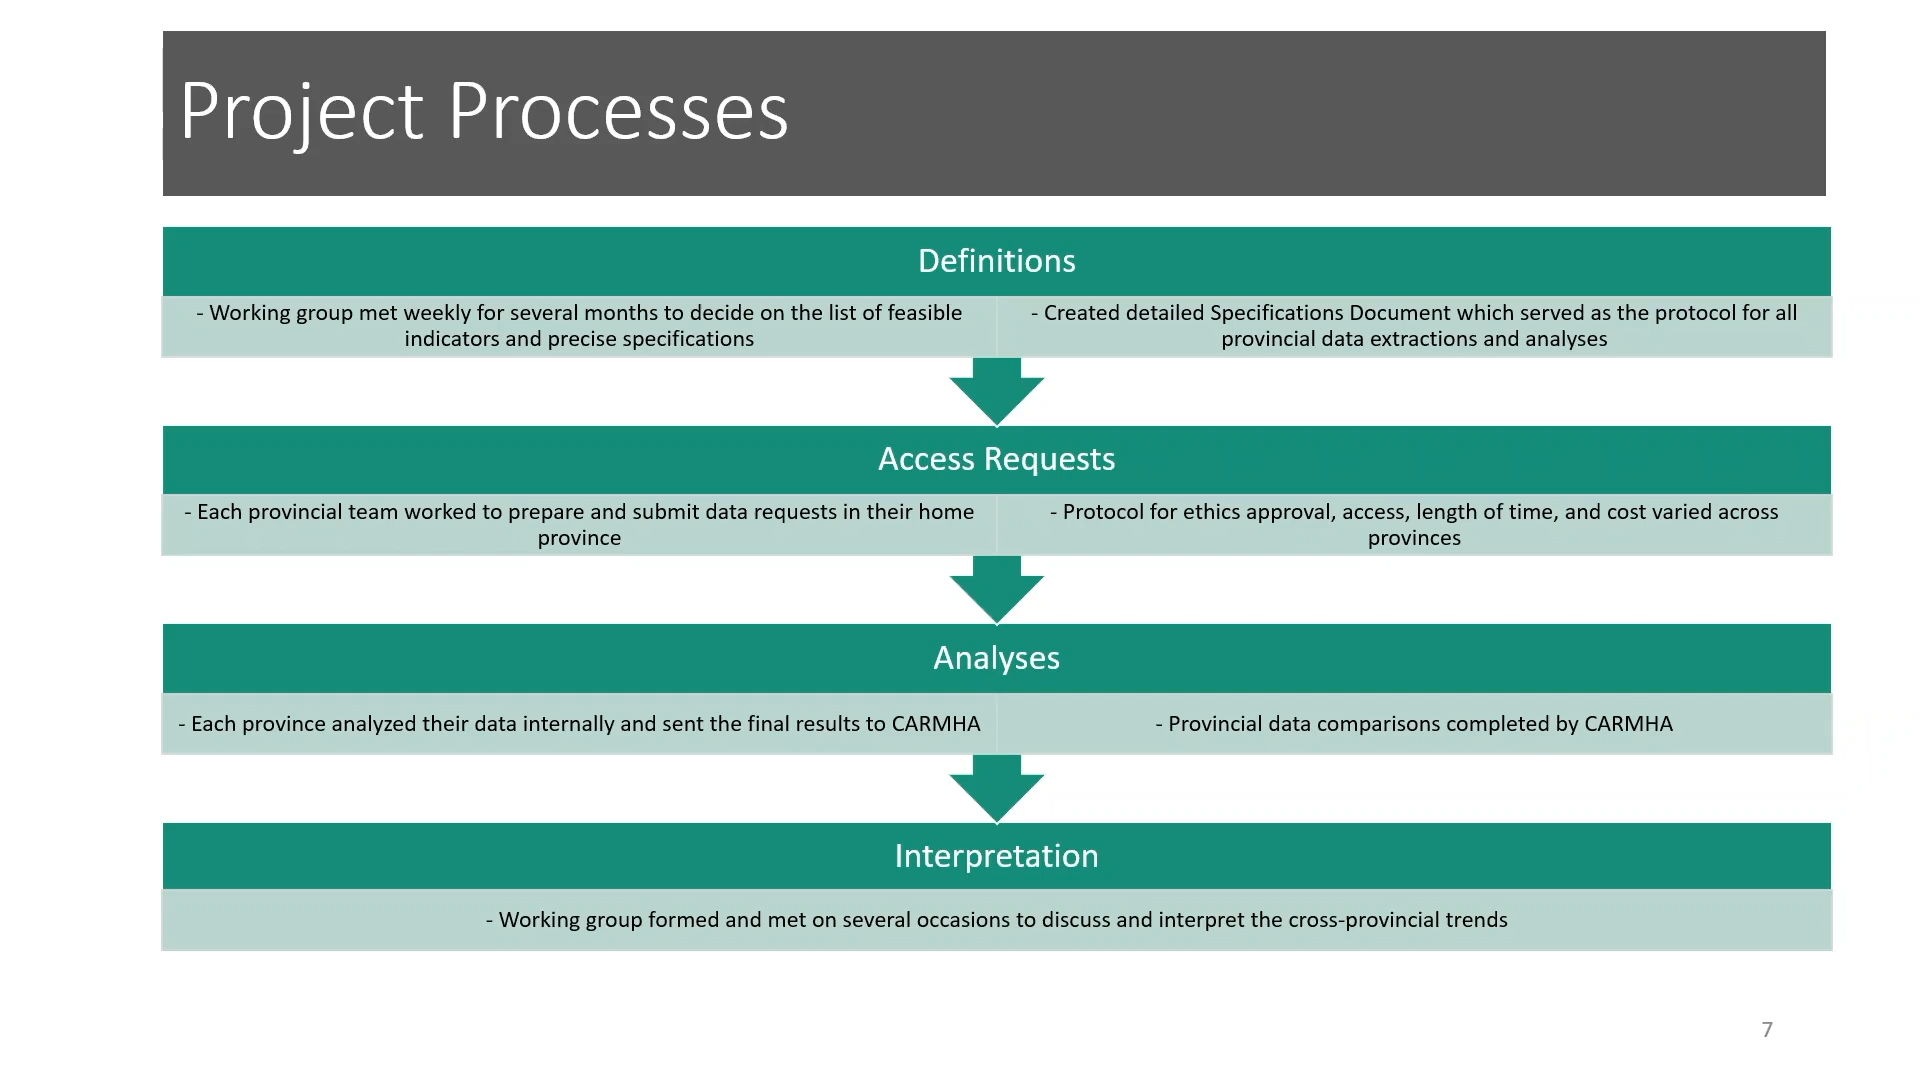 Project Processes
Definitions
- Working group met weekly for several months to decide on the list of feasible
indicators and precise specifications
- Created detailed Specifications Document which served as the protocol for all
provincial data extractions and analyses
Access Requests
- Each provincial team worked to prepare and submit data requests in their home
province
- Protocol for ethics approval, access, length of time, and cost varied across
provinces
Analyses
- Each province analyzed their data internally and sent the final results to CARMHA
- Provincial data comparisons completed by CARMHA
Interpretation
- Working group formed and met on several occasions to discuss and interpret the cross-provincial trends
7